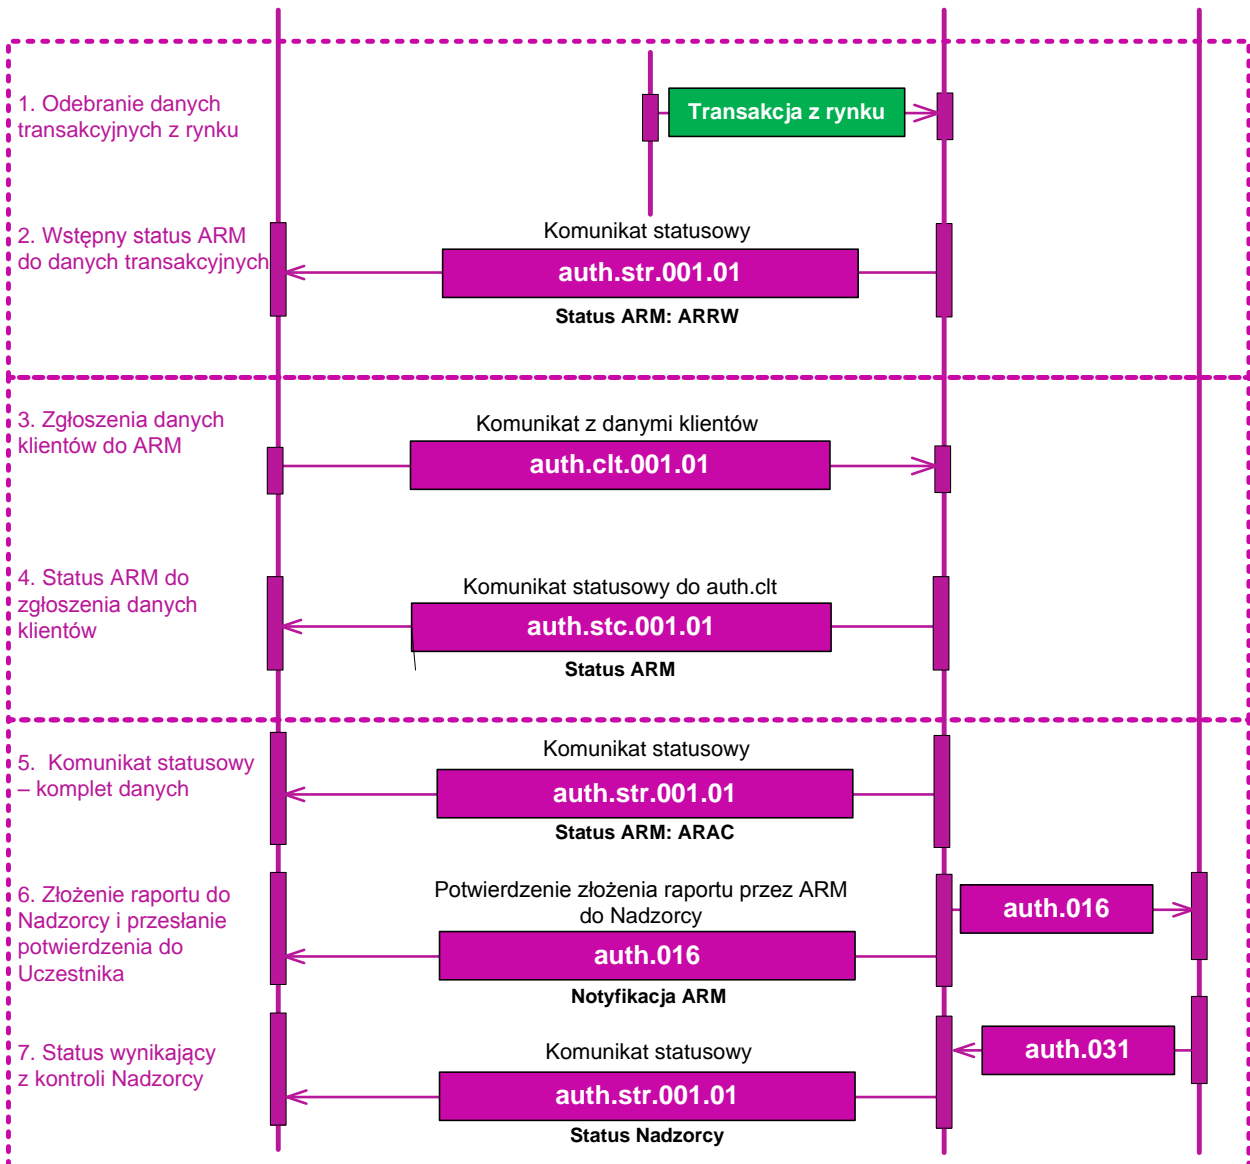 1. Odebranie danych
transakcyjnych z rynku
Transakcja z rynku
2. Wstępny status ARM
do danych transakcyjnych
Komunikat statusowy
auth.str.001.01
Status ARM: ARRW
3. Zgłoszenia danych
klientów do ARM
Komunikat z danymi klientów
auth.clt.001.01
4. Status ARM do
zgłoszenia danych
klientów
Komunikat statusowy do auth.clt
auth.stc.001.01
Status ARM
5. Komunikat statusowy
– komplet danych
Komunikat statusowy
auth.str.001.01
Status ARM: ARAC
6. Złożenie raportu do
Nadzorcy i przesłanie
potwierdzenia do
Uczestnika
Potwierdzenie złożenia raportu przez ARM
do Nadzorcy
auth.016
Notyfikacja ARM
auth.016
7. Status wynikający
z kontroli Nadzorcy
Komunikat statusowy
auth.str.001.01
Status Nadzorcy
auth.031